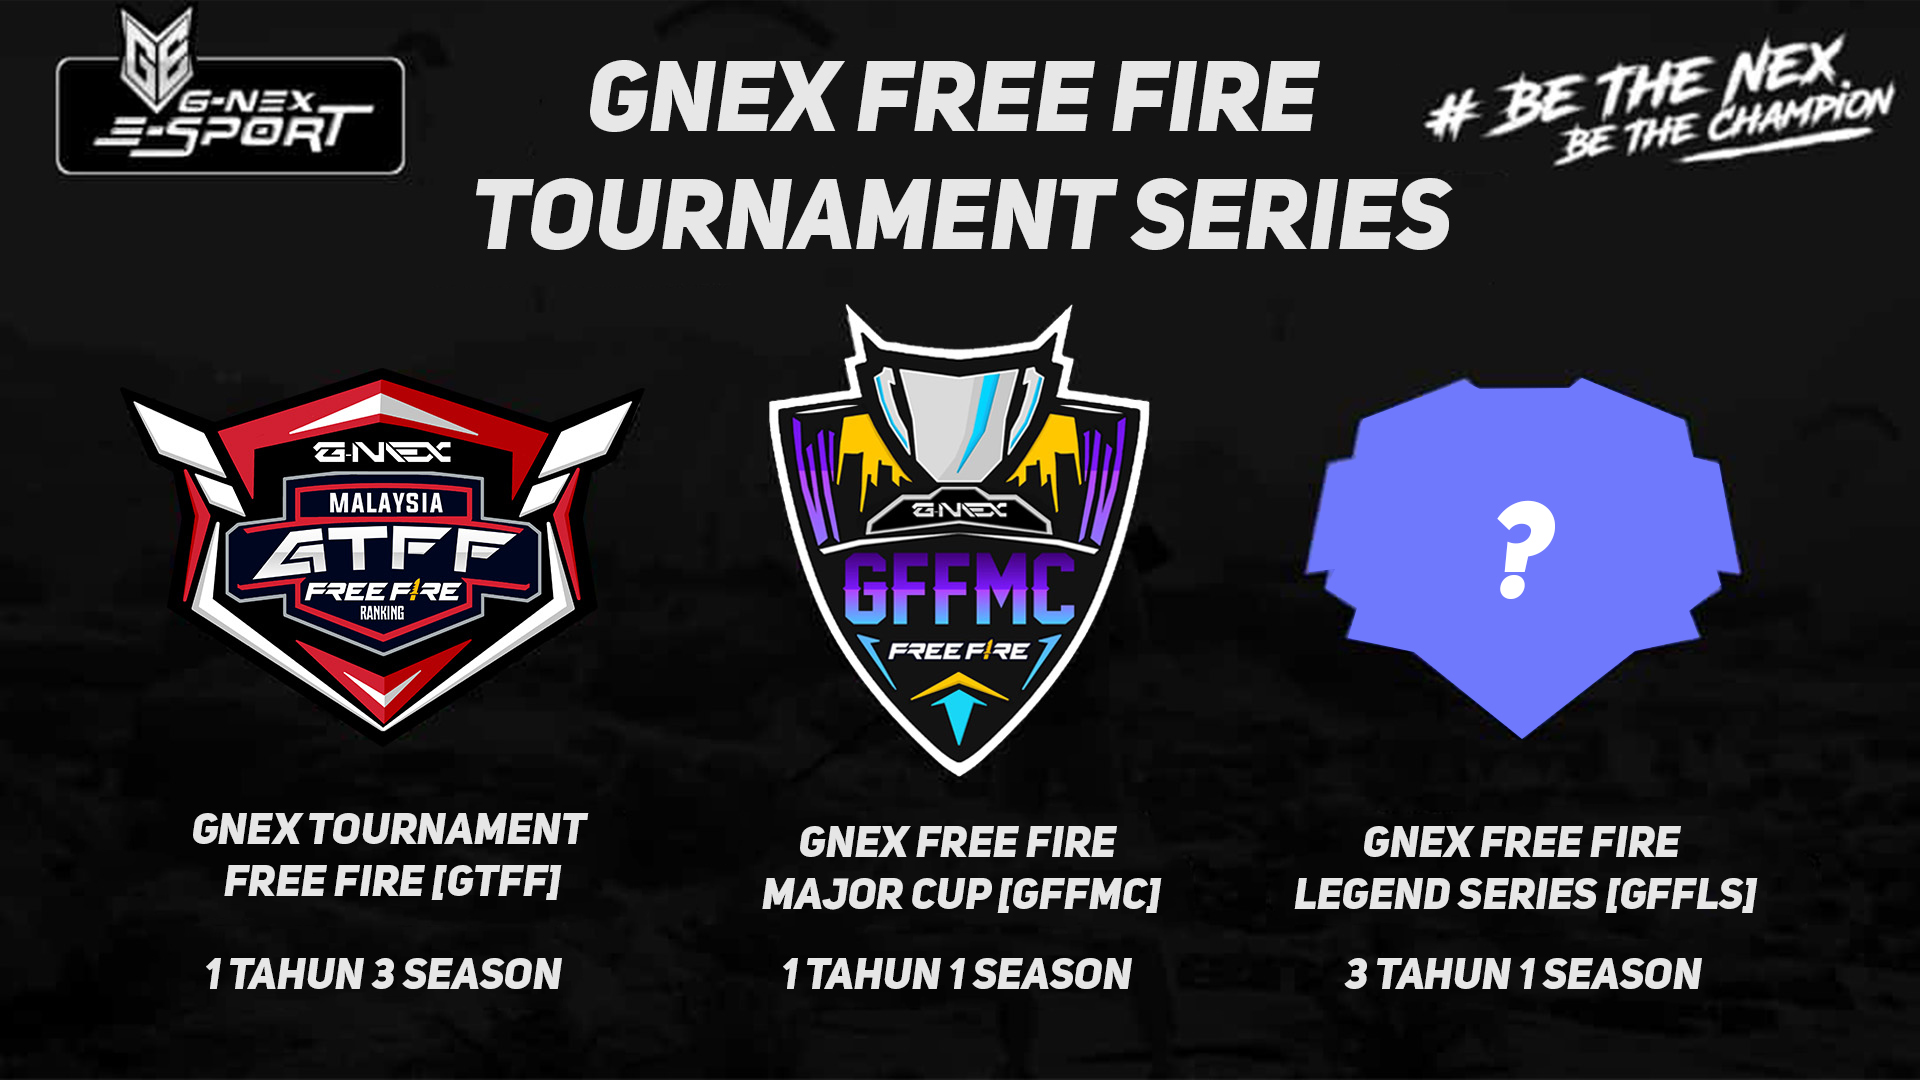 GE
G-NEX
E-SPORT
GNEX FREE FIRE
TOURNAMENT SERIES
# BE THE NEX
BE THE CHAMPION
G-NEX
MALAYSIA
GTFF
FREE FIRE
RANKING
G-NEX
GFFMC
FREE FIRE
?
GNEX TOURNAMENT
FREE FIRE [GTFF]
1 TAHUN 3 SEASON
GNEX FREE FIRE
MAJOR CUP [GFFMC]
1 TAHUN 1 SEASON
GNEX FREE FIRE
LEGEND SERIES [GFFLS]
3 TAHUN 1 SEASON